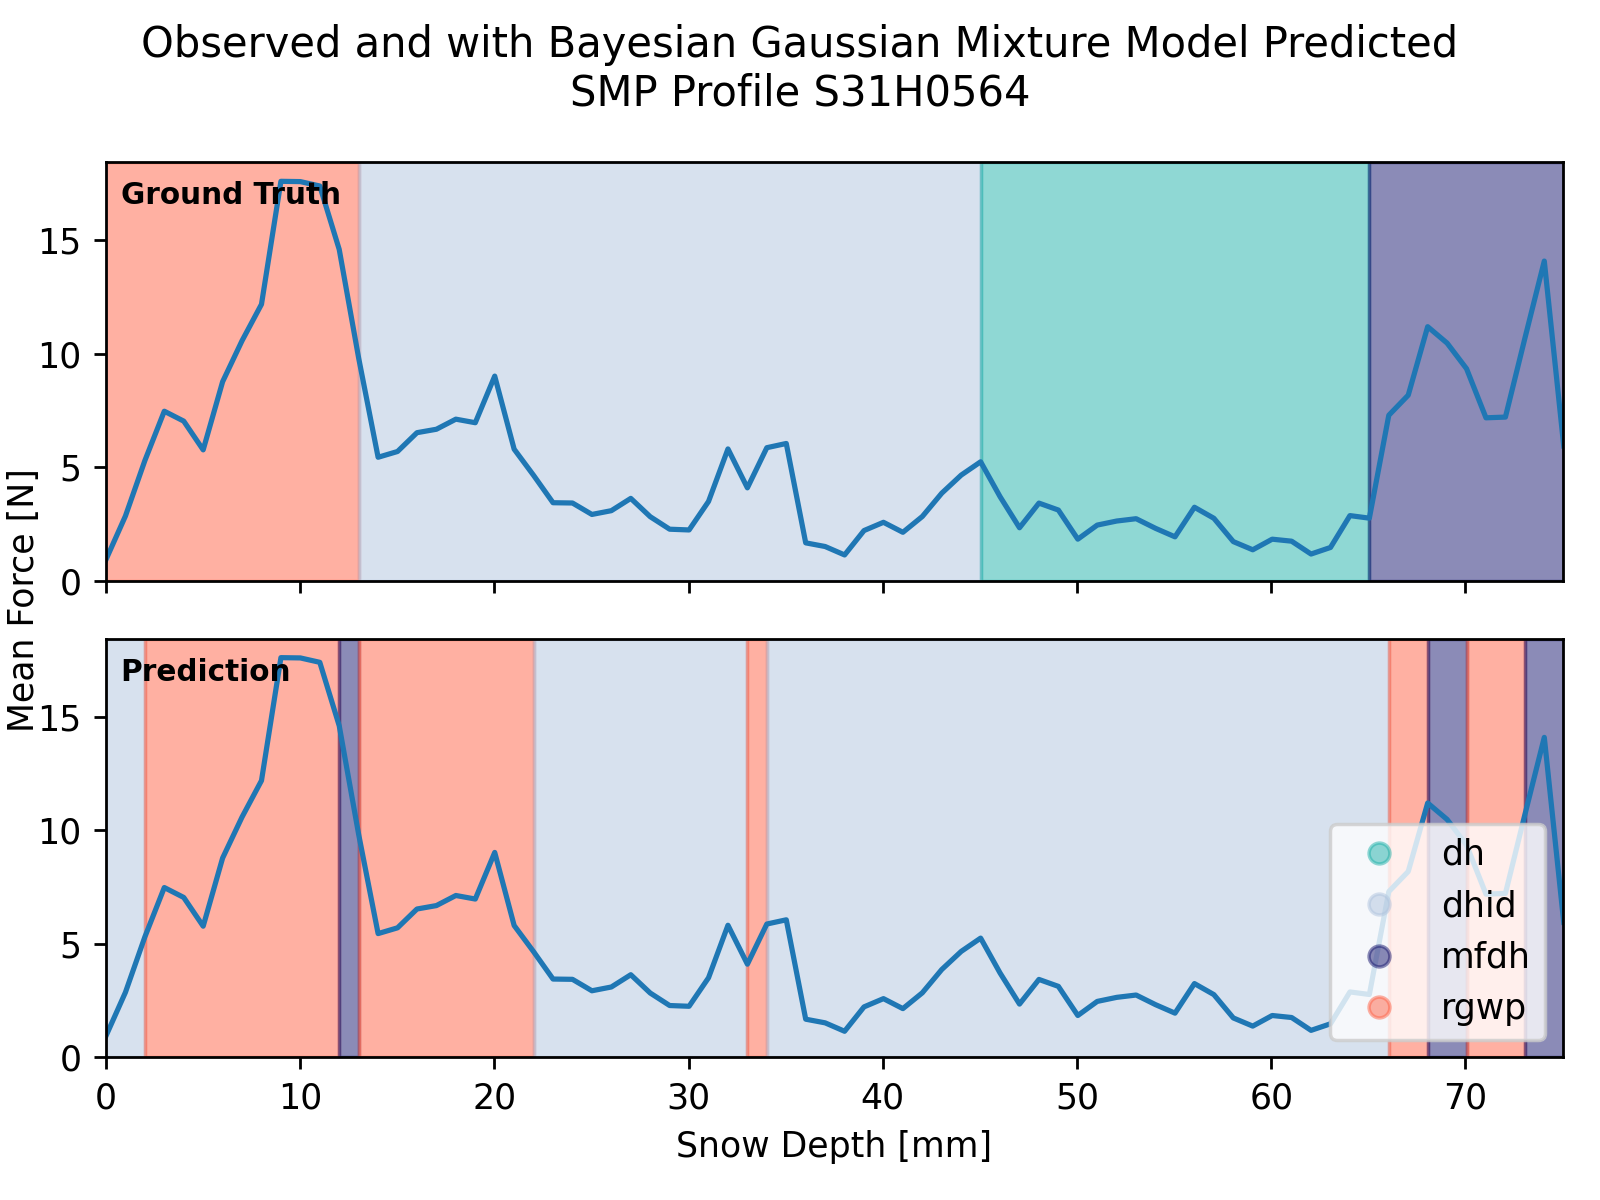 Observed and with Bayesian Gaussian Mixture Model Predicted
SMP Profile S31H0564
Ground Truth
15
10
5
0
Mean Force [N]
Prediction
15
10
5
0
dh
dhid
mfdh
rgwp
0 10 20 30 40 50 60 70
Snow Depth [mm]